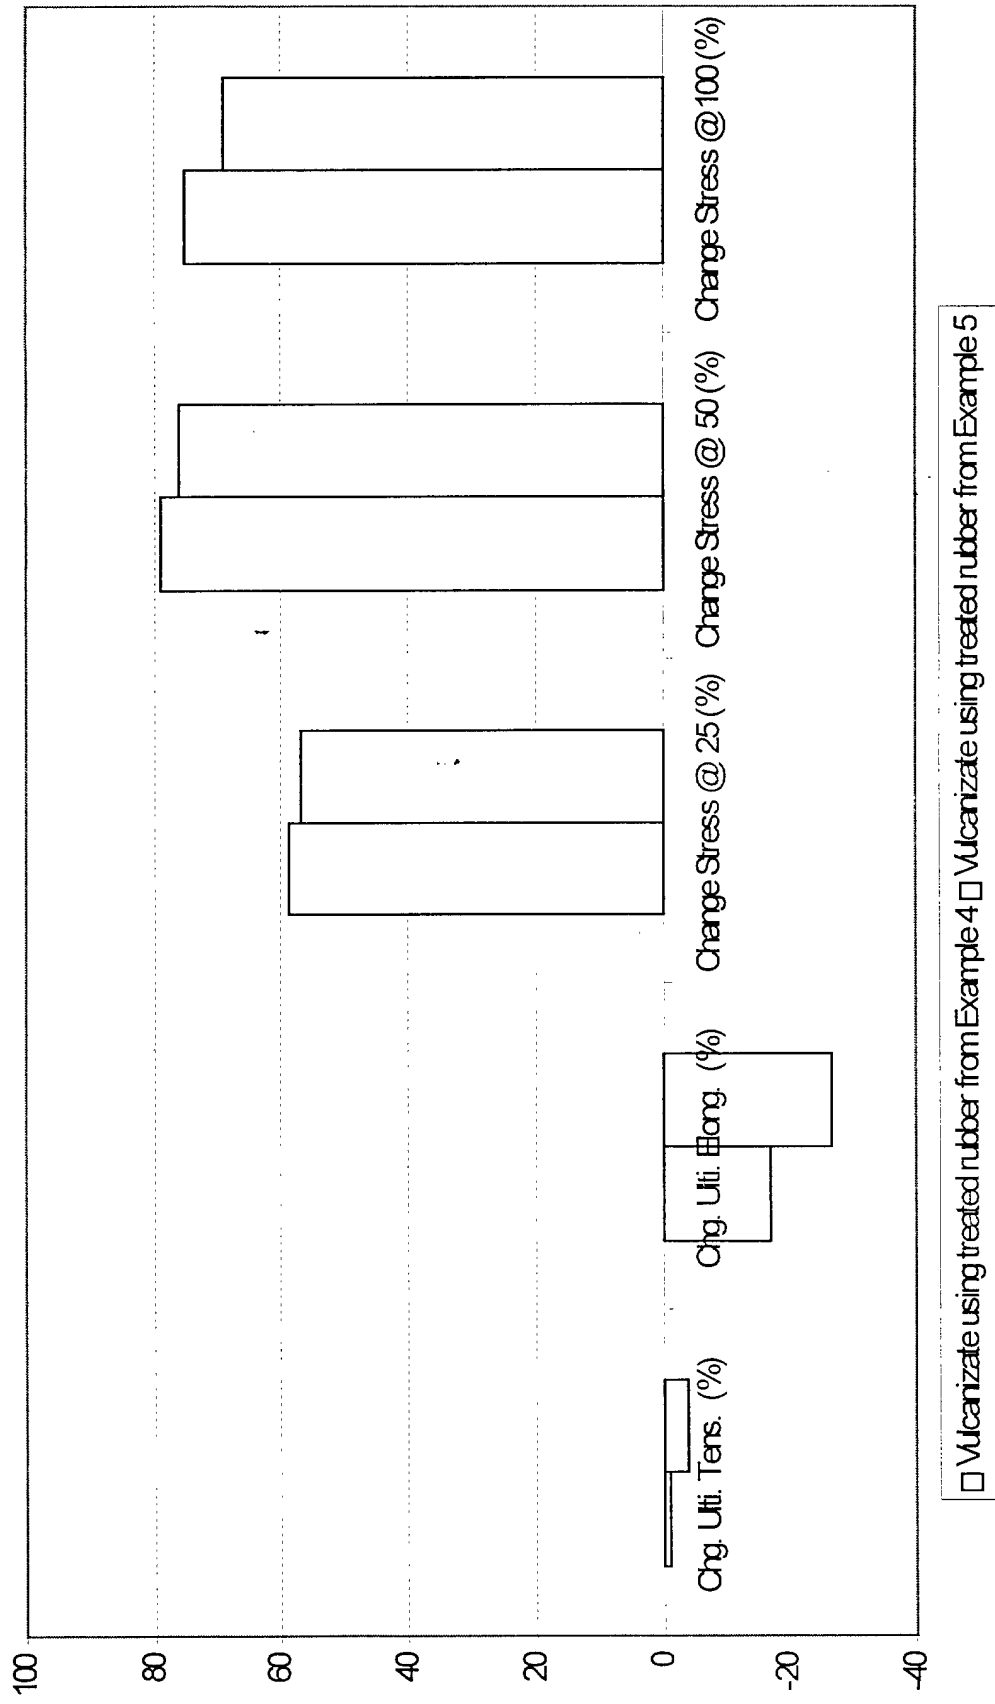 100
80
60
40
20
0
-20
-40
Chg. Ulti. Tens. (%)
Chg. Ulti. Elong. (%)
Change Stress @ 25 (%)
Change Stress @ 50 (%)
Change Stress @ 100 (%)
□ Vulcanizate using treated rubber from Example 4 □ Vulcanizate using treated rubber from Example 5